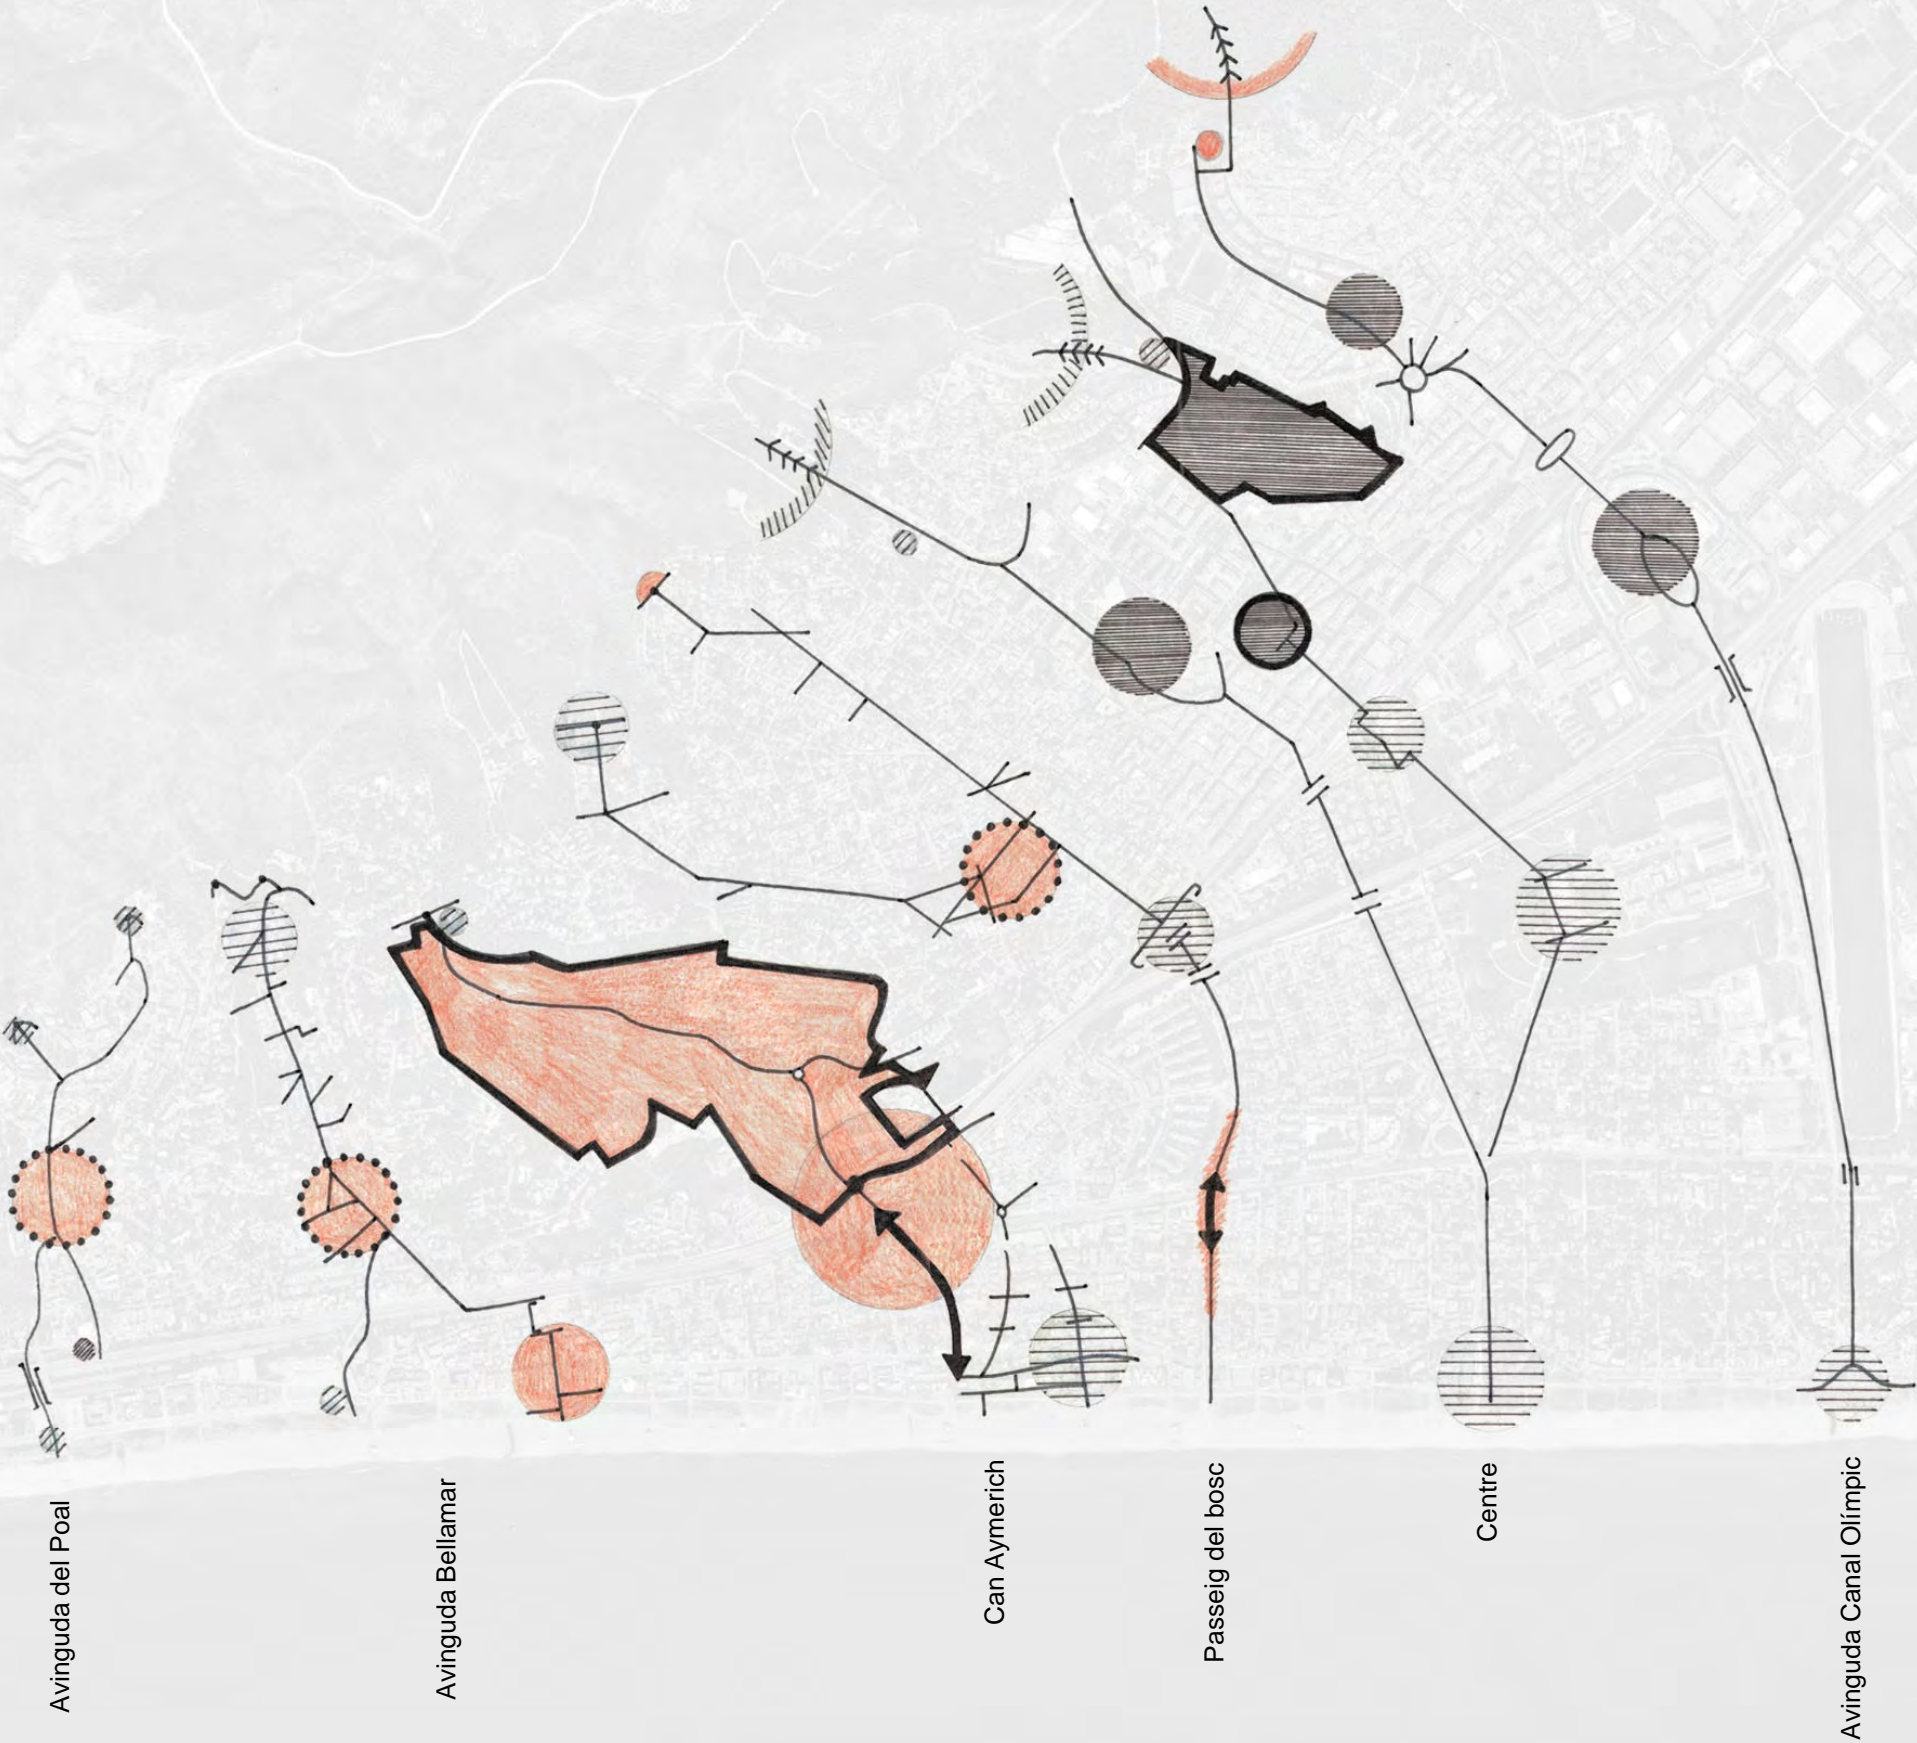 Avinguda del Poal
Avinguda Bellamar
Can Aymerich
Passeig del bosc
Centre
Avinguda Canal Olímpic